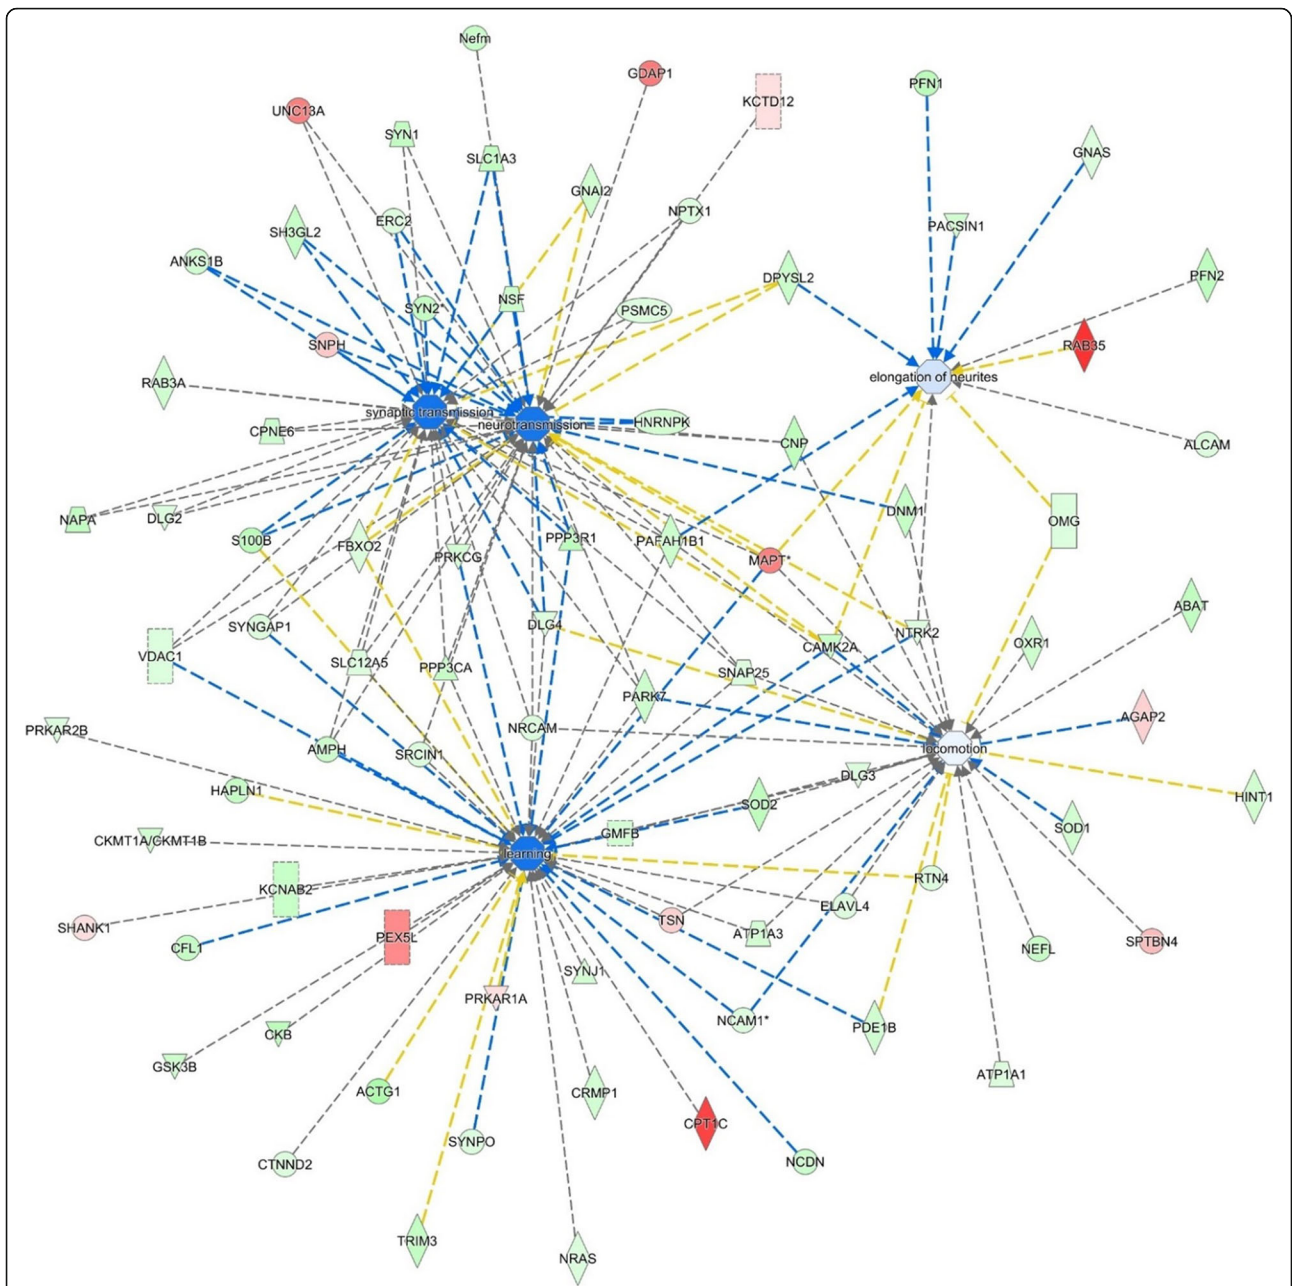 Nefm
GDAP1
KCTD12
PFN1
UNC13A
SYN1
SLC1A3
GNAS
GNAI2
NPTX1
ERC2
SH3GL2
PACSIN1
ANKS1B
DPYSL2
PFN2
NSF
SYN2*
PSMC5
SNPH
RAB35
RAB3A
elongation of neurites
synaptic transmission
neurotransmission
HNRNPK
CPNE6
CNP
ALCAM
NAPA
DLG2
DNM1
OMG
S100B
FBXO2
PRKCG
PPP3R1
PAFAH1B1
MAPT*
ABAT
SYNGAP1
DLG4
NTRK2
OXR1
VDAC1
SLC12A5
PPP3CA
SNAP25
CAMK2A
PARK7
AGAP2
PRKAR2B
NRCAM
AMPH
SRCIN1
locomotion
DLG3
HAPLN1
SOD2
HINT1
CKMT1A/CKMT1B
GMFB
SOD1
learning
KCNAB2
RTN4
SHANK1
CFL1
PEX5L
TSN
ELAVL4
ATP1A3
NEFL
SPTBN4
SYNJ1
PRKAR1A
NCAM1*
PDE1B
CKB
GSK3B
ATP1A1
ACTG1
CRMP1
CPT1C
SYNPO
CTNND2
NCDN
TRIM3
NRAS